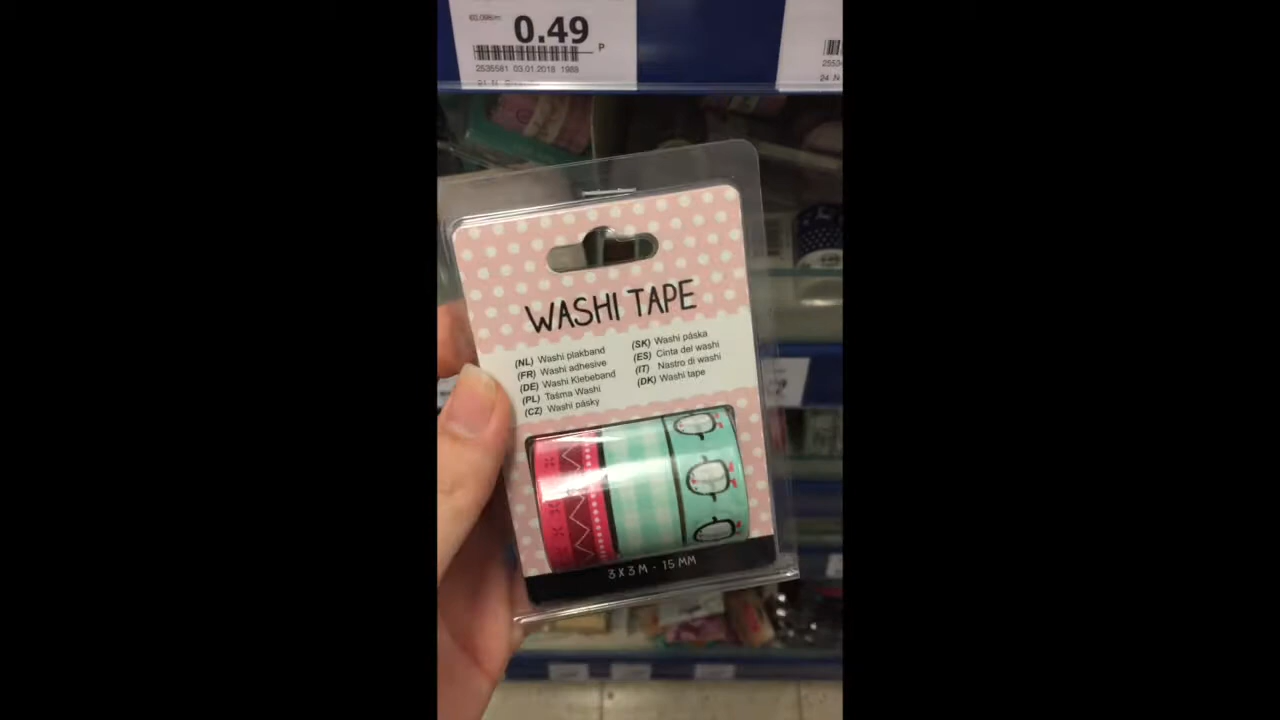 0.49
P
2535581 03.01.2018 1988
24 N
WASHI TAPE
(NL) Washi plakband
(FR) Washi adhesive
(DE) Washi Klebeband
(PL) Taśma Washi
(CZ) Washi pásky
(SK) Washi páska
(ES) Cinta del washi
(IT) Nastro di washi
(DK) Washi tape
3 X 3 M - 15 MM